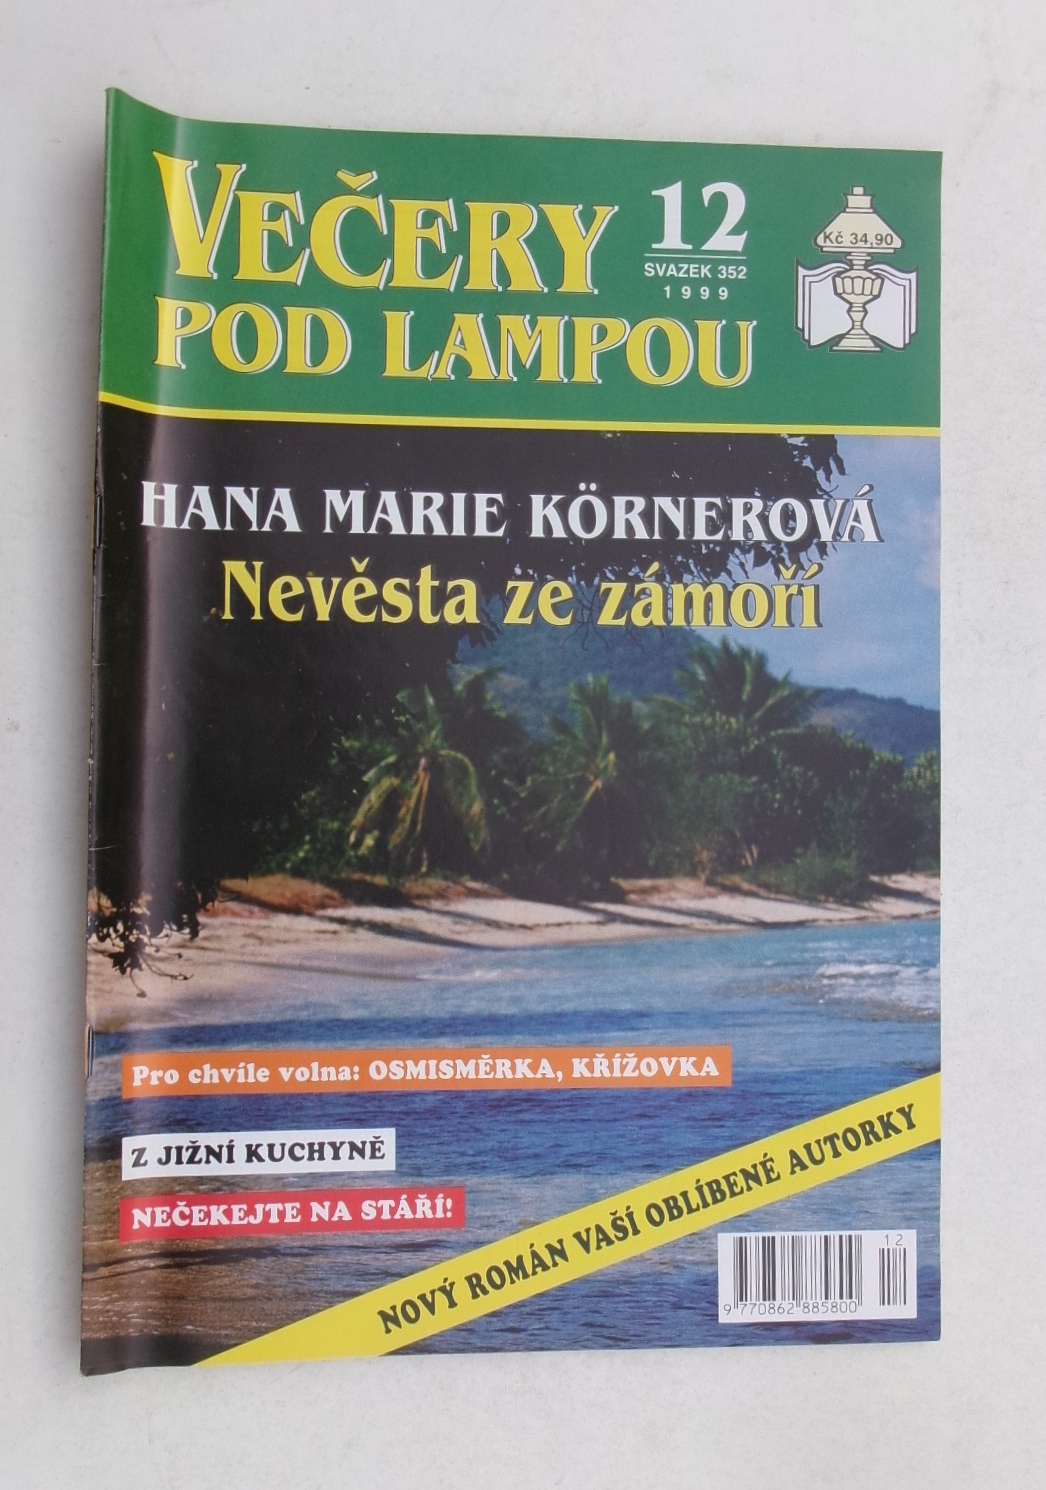 VEČERY
POD LAMPOU
12
SVAZEK 352
1999
Kč 34,90
HANA MARIE KÖRNEROVÁ
Nevěsta ze zámoří
Pro chvíle volna: OSMISMĚRKA, KŘÍŽOVKA
Z JIŽNÍ KUCHYNĚ
NEČEKEJTE NA STÁŘÍ!
NOVÝ ROMÁN VAŠÍ OBLÍBENÉ AUTORKY
12
9 770862 885800